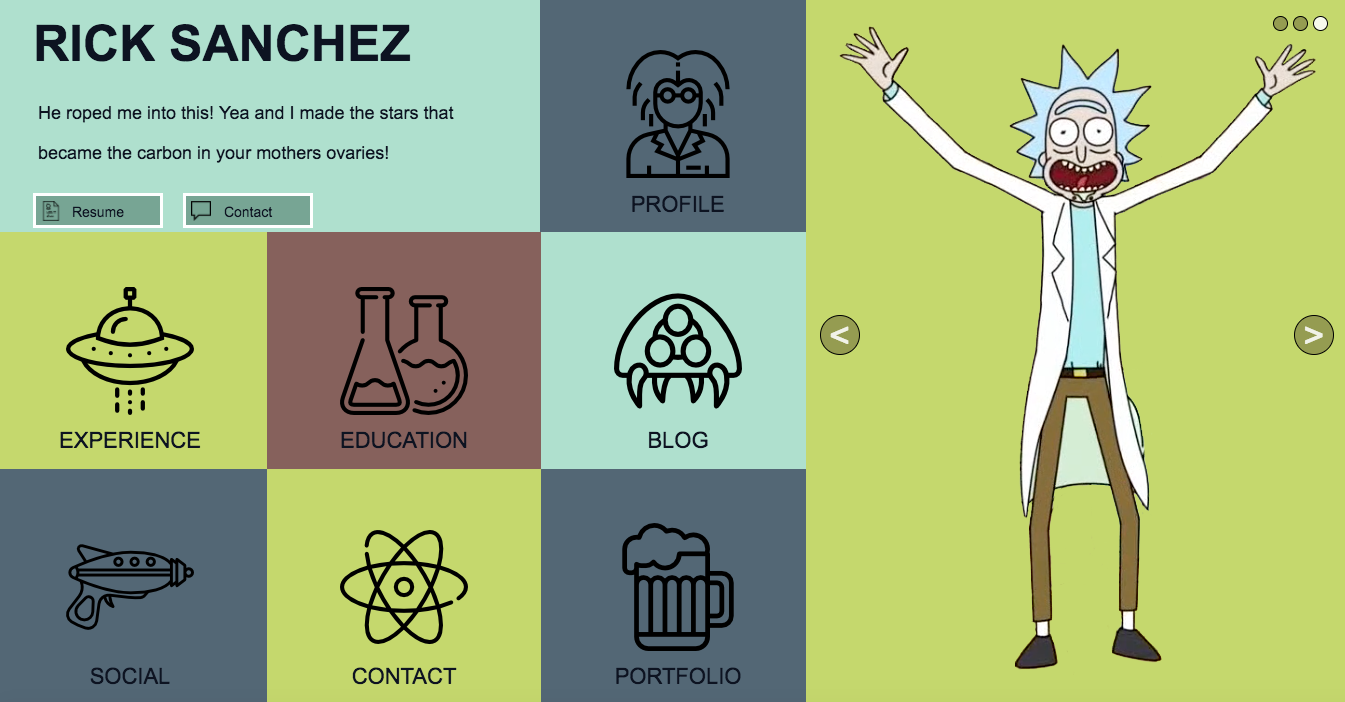 RICK SANCHEZ
He roped me into this! Yea and I made the stars that
became the carbon in your mothers ovaries!
Resume
Contact
PROFILE
EXPERIENCE
EDUCATION
BLOG
SOCIAL
CONTACT
PORTFOLIO
<
>